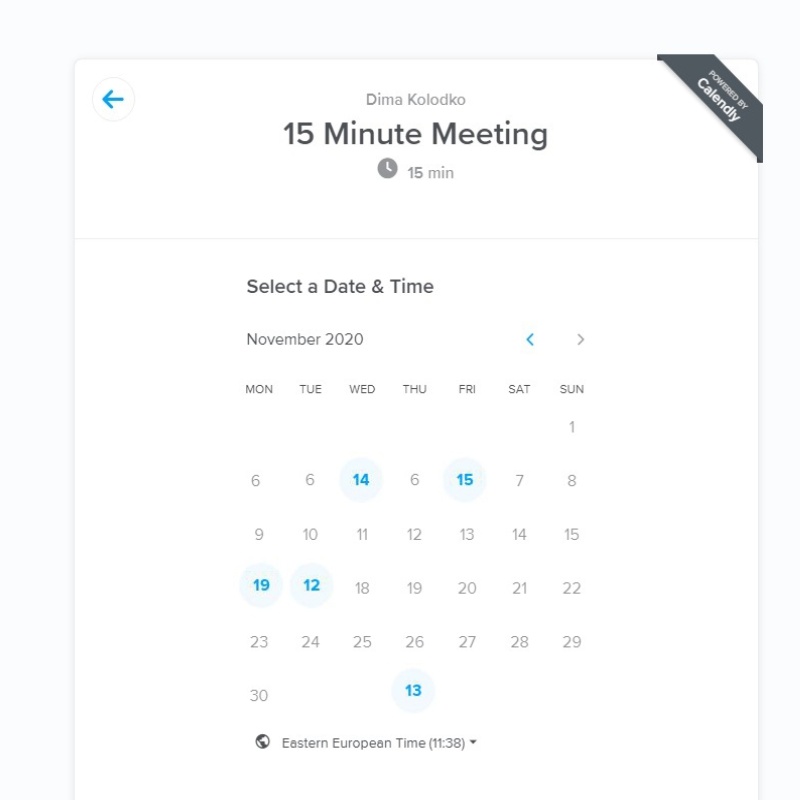 POWERED BY
Calendly
Dima Kolodko
15 Minute Meeting
15 min
Select a Date & Time
November 2020
MON TUE WED THU FRI SAT SUN
1
6 6 14 6 15 7 8
9 10 11 12 13 14 15
19 12 18 19 20 21 22
23 24 25 26 27 28 29
30 13
Eastern European Time (11:38)